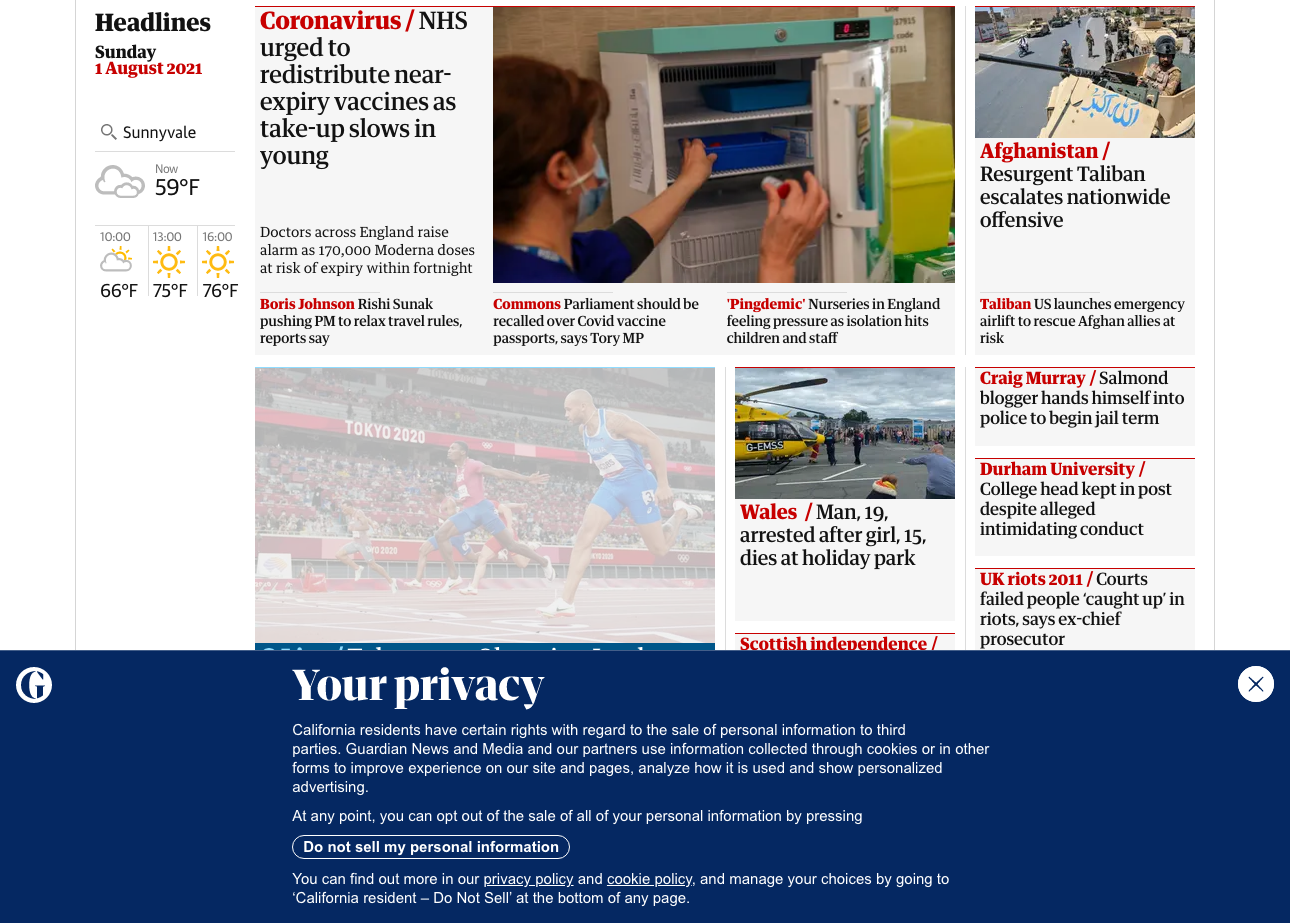 Headlines
Sunday
1 August 2021
Sunnyvale
Now
59°F
10:00
13:00
16:00
66°F
75°F
76°F
Coronavirus / NHS
urged to
redistribute near-
expiry vaccines as
take-up slows in
young
Doctors across England raise
alarm as 170,000 Moderna doses
at risk of expiry within fortnight
Boris Johnson Rishi Sunak
pushing PM to relax travel rules,
reports say
Commons Parliament should be
recalled over Covid vaccine
passports, says Tory MP
'Pingdemic' Nurseries in England
feeling pressure as isolation hits
children and staff
Afghanistan /
Resurgent Taliban
escalates nationwide
offensive
Taliban US launches emergency
airlift to rescue Afghan allies at
risk
TOKYO 2020
G-EMSS
Wales / Man, 19,
arrested after girl, 15,
dies at holiday park
Scottish independence /
Craig Murray / Salmond
blogger hands himself into
police to begin jail term
Durham University /
College head kept in post
despite alleged
intimidating conduct
UK riots 2011 / Courts
failed people ‘caught up’ in
riots, says ex-chief
prosecutor
Your privacy
California residents have certain rights with regard to the sale of personal information to third
parties. Guardian News and Media and our partners use information collected through cookies or in other
forms to improve experience on our site and pages, analyze how it is used and show personalized
advertising.
At any point, you can opt out of the sale of all of your personal information by pressing
Do not sell my personal information
You can find out more in our privacy policy and cookie policy, and manage your choices by going to
‘California resident – Do Not Sell’ at the bottom of any page.